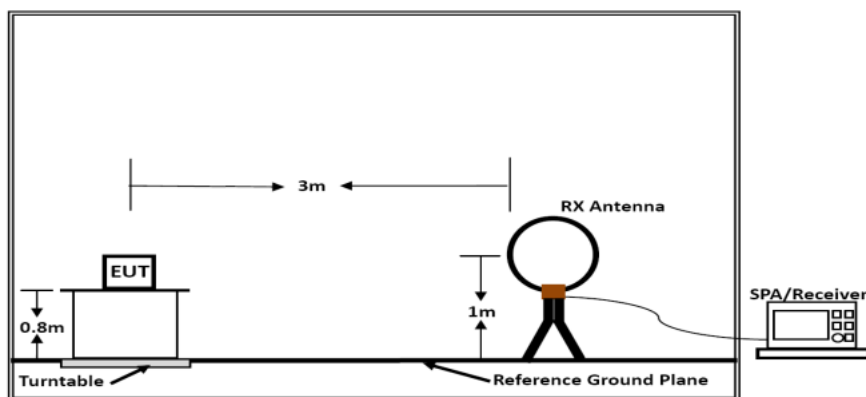 3m
RX Antenna
EUT
SPA/Receiver
0.8m
1m
Turntable
Reference Ground Plane